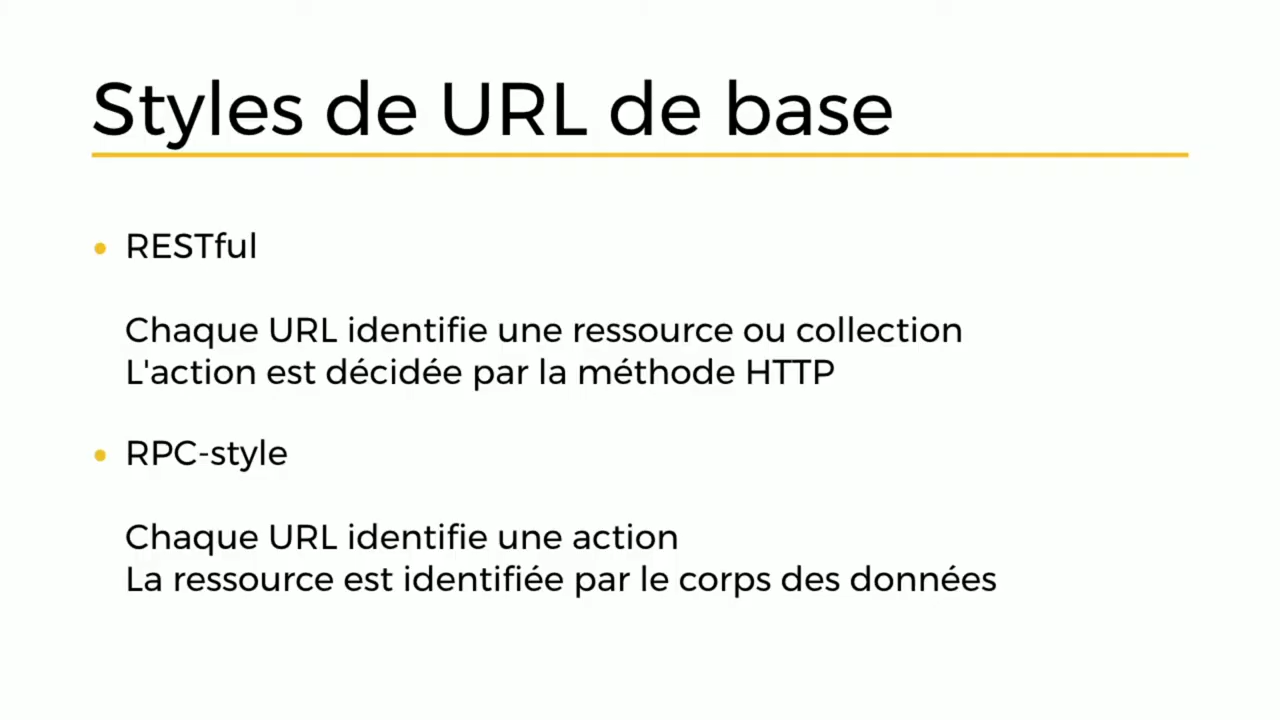 Styles de URL de base
• RESTful
Chaque URL identifie une ressource ou collection
L'action est décidée par la méthode HTTP
• RPC-style
Chaque URL identifie une action
La ressource est identifiée par le corps des données